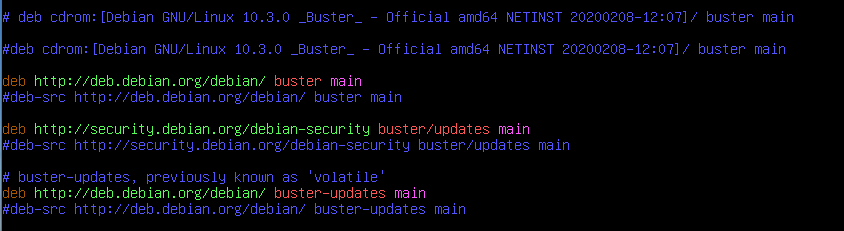 # deb cdrom:[Debian GNU/Linux 10.3.0 _Buster_ - Official amd64 NETINST 20200208-12:07]/ buster main
#deb cdrom:[Debian GNU/Linux 10.3.0 _Buster_ - Official amd64 NETINST 20200208-12:07]/ buster main
deb http://deb.debian.org/debian/ buster main
#deb-src http://deb.debian.org/debian/ buster main
deb http://security.debian.org/debian-security buster/updates main
#deb-src http://security.debian.org/debian-security buster/updates main
# buster-updates, previously known as 'volatile'
deb http://deb.debian.org/debian/ buster-updates main
#deb-src http://deb.debian.org/debian/ buster-updates main